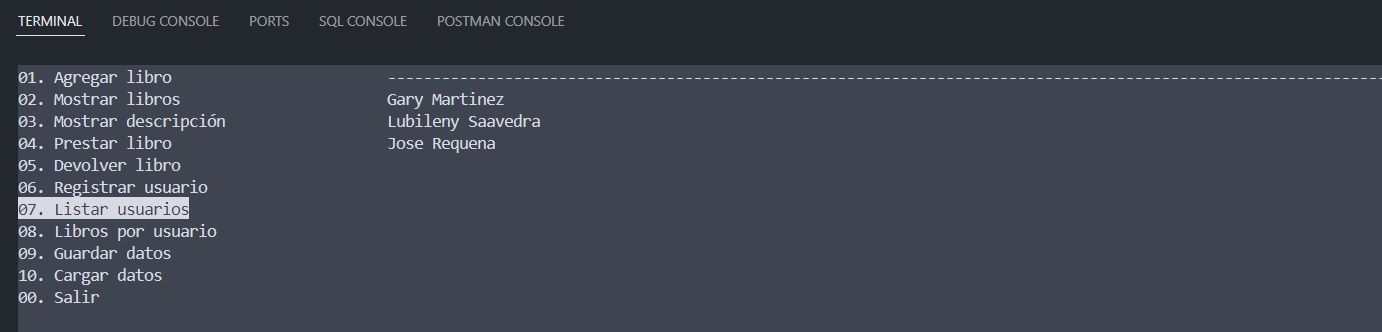 TERMINAL DEBUG CONSOLE PORTS SQL CONSOLE POSTMAN CONSOLE
01. Agregar libro --------------------------------------------------------------------------------------------------------------
02. Mostrar libros Gary Martinez
03. Mostrar descripción Lubileny Saavedra
04. Prestar libro Jose Requena
05. Devolver libro
06. Registrar usuario
07. Listar usuarios
08. Libros por usuario
09. Guardar datos
10. Cargar datos
00. Salir